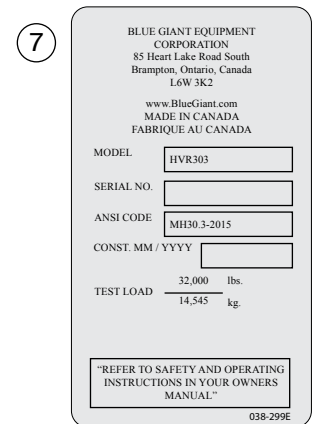 7
BLUE GIANT EQUIPMENT
CORPORATION
85 Heart Lake Road South
Brampton, Ontario, Canada
L6W 3K2
www.BlueGiant.com
MADE IN CANADA
FABRIQUE AU CANADA
MODEL HVR303
SERIAL NO.
ANSI CODE MH30.3-2015
CONST. MM / YYYY
TEST LOAD 32,000 lbs.
14,545 kg.
“REFER TO SAFETY AND OPERATING
INSTRUCTIONS IN YOUR OWNERS
MANUAL”
038-299E